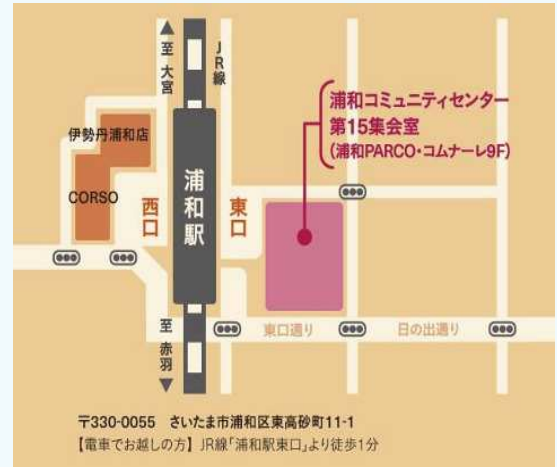 至 大宮
JR線
浦和コミュニティセンター
第15集会室
(浦和PARCO・コムナーレ9F)
伊勢丹浦和店
CORSO
西口
浦和駅
東口
至 赤羽
東口通り
日の出通り
〒330-0055 さいたま市浦和区東高砂町11-1
【電車でお越しの方】JR線「浦和駅東口」より徒歩1分